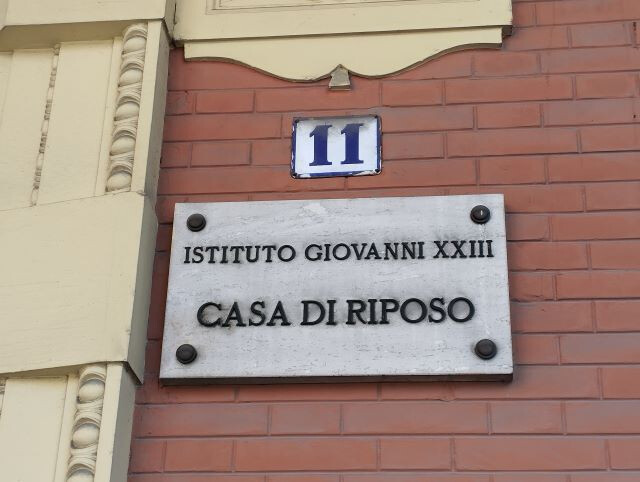 11
ISTITUTO GIOVANNI XXIII
CASA DI RIPOSO